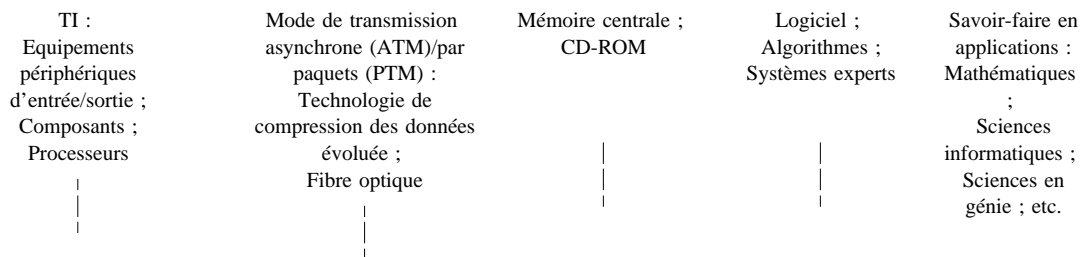 TI :
Equipements
périphériques
d'entrée/sortie ;
Composants ;
Processeurs
Mode de transmission
asynchrone (ATM)/par
paquets (PTM) :
Technologie de
compression des données
évoluée ;
Fibre optique
Mémoire centrale ;
CD-ROM
Logiciel ;
Algorithmes ;
Systèmes experts
Savoir-faire en
applications :
Mathématiques
;
Sciences
informatiques ;
Sciences en
génie ; etc.